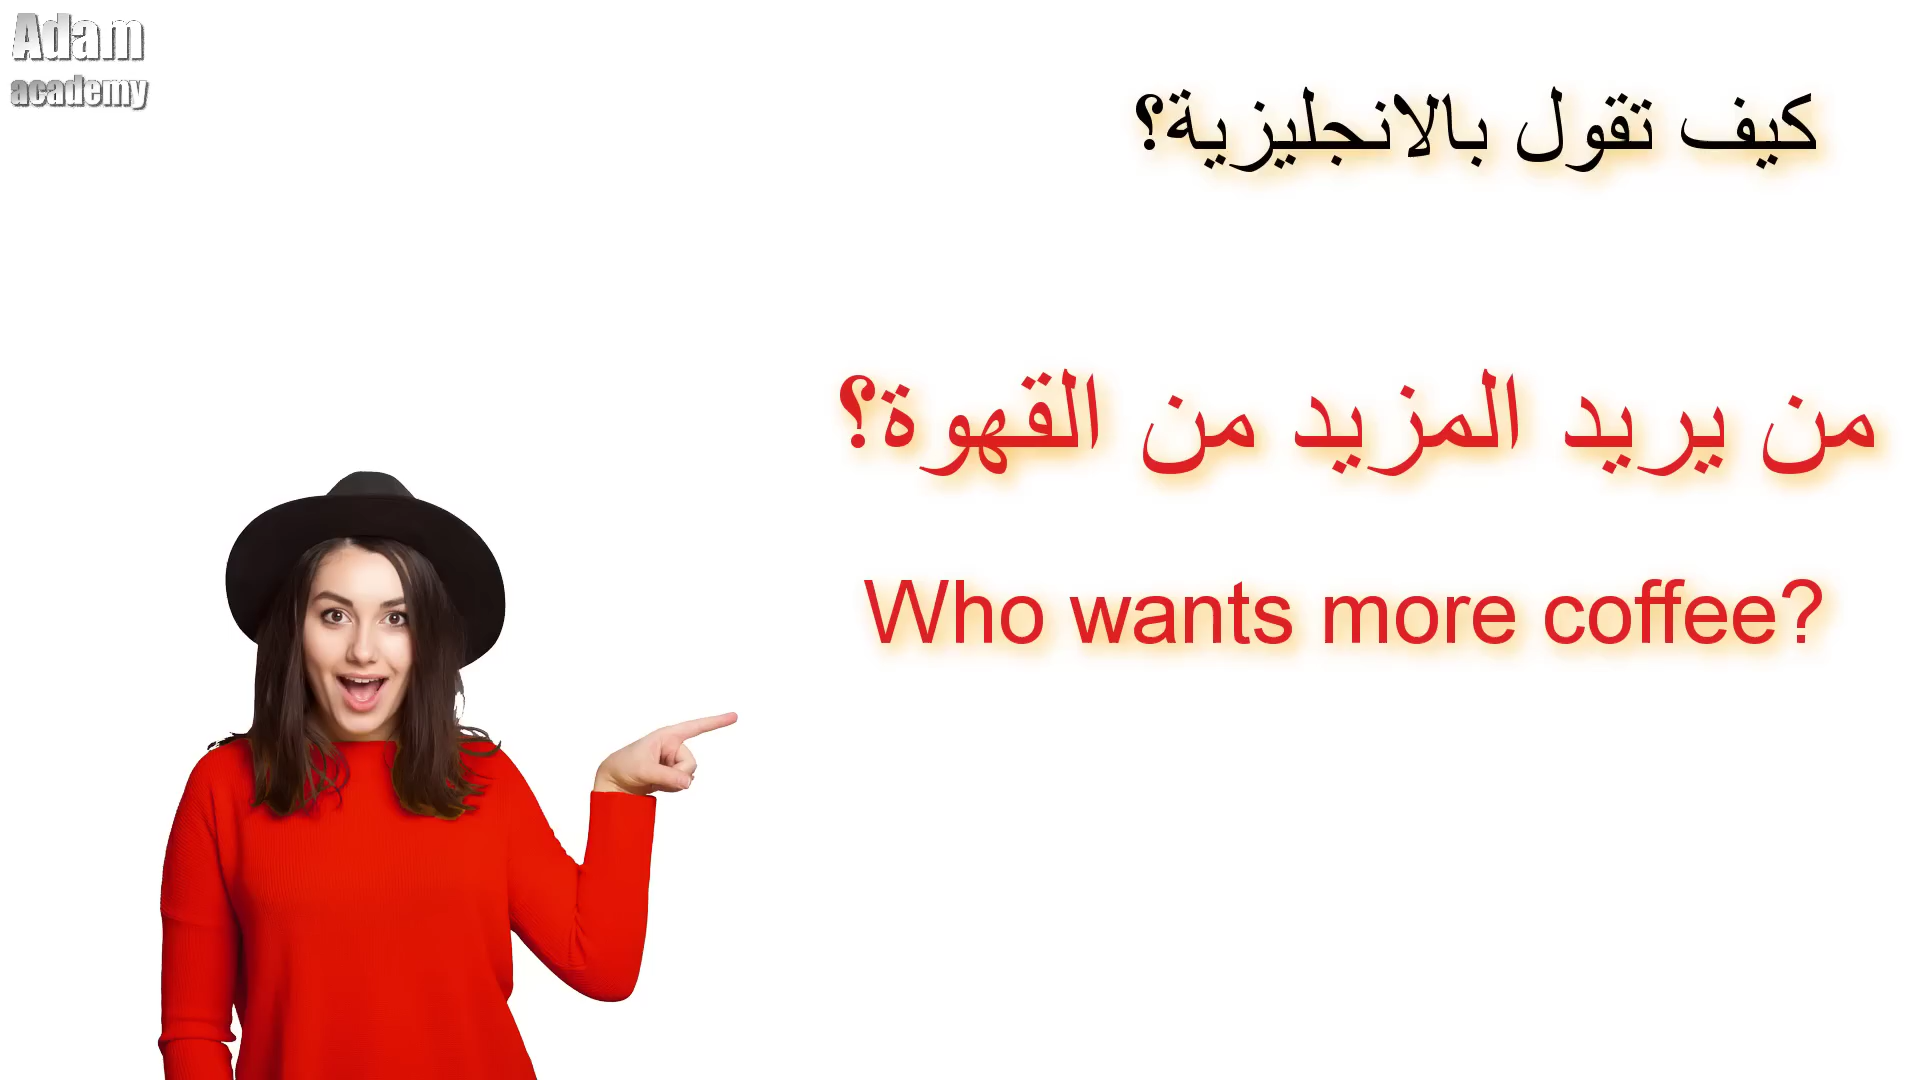 Adam
academy
كيف تقول بالانجليزية؟
من يريد المزيد من القهوة؟
Who wants more coffee?